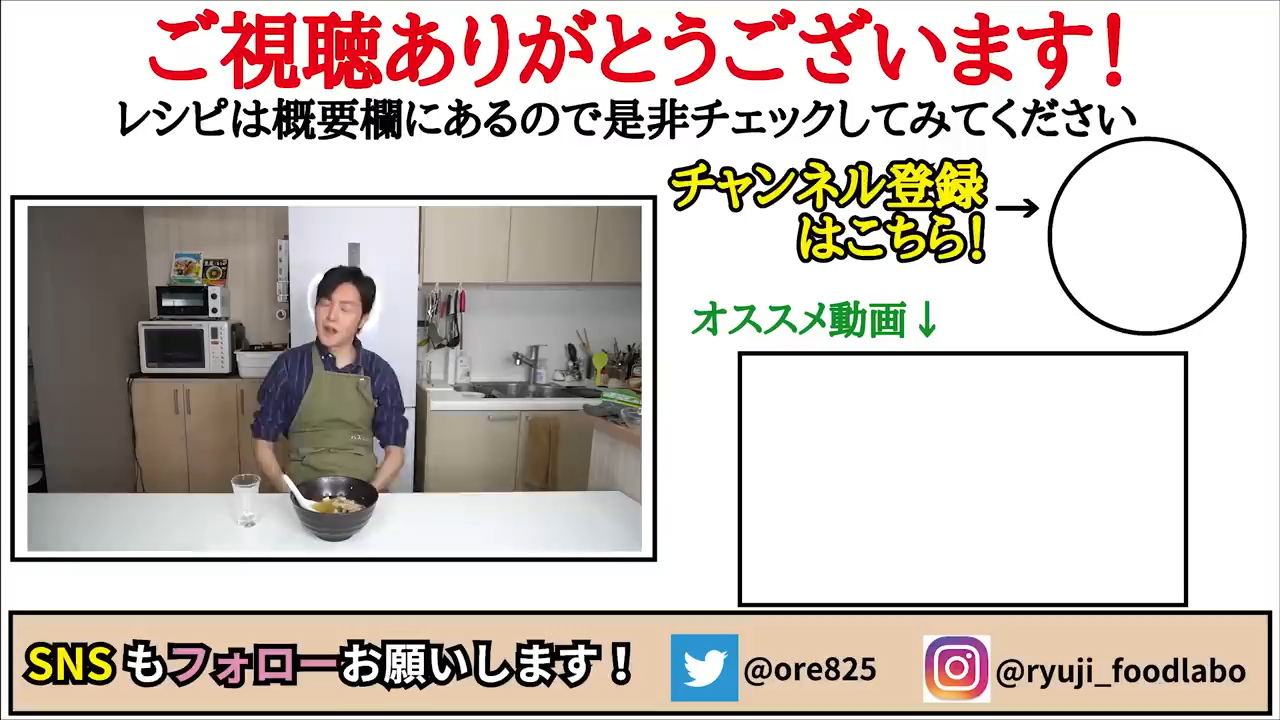 ご視聴ありがとうございます!
レシピは概要欄にあるので是非チェックしてみてください
チャンネル登録
はこちら!
→
オススメ動画↓
SNSもフォローお願いします!
@ore825
@ryuji_foodlabo